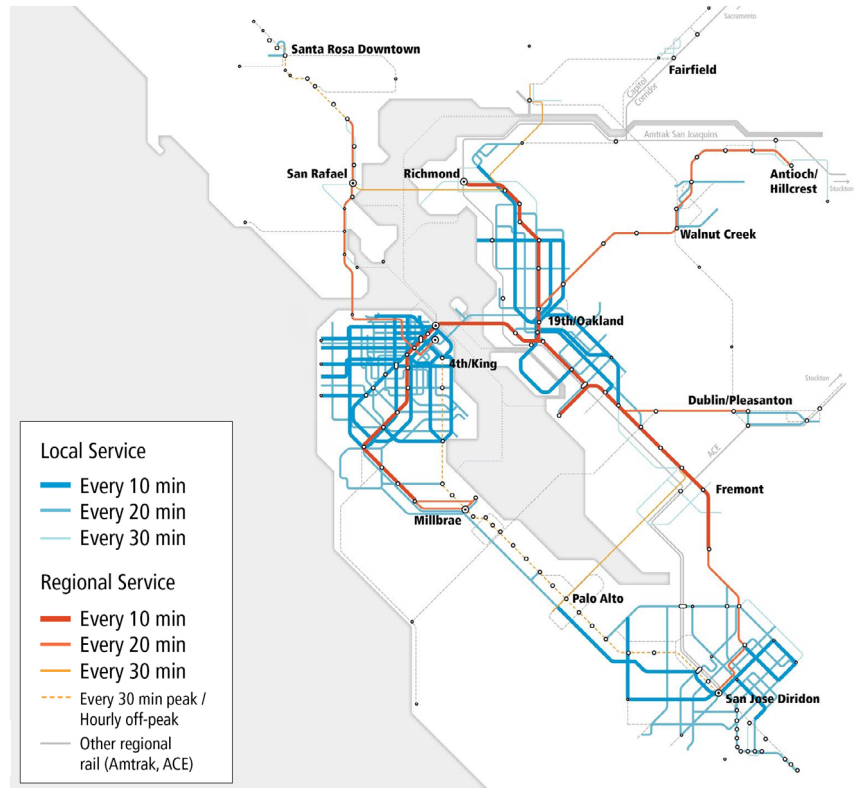 Sacramento
Santa Rosa Downtown
Fairfield
Capitol
Corridor
Amtrak San Joaquins
San Rafael
Richmond
Antioch/
Hillcrest
Stockton
Walnut Creek
19th/Oakland
4th/King
Stockton
Dublin/Pleasanton
ACE
Fremont
Millbrae
Palo Alto
San Jose Diridon
Local Service
Every 10 min
Every 20 min
Every 30 min
Regional Service
Every 10 min
Every 20 min
Every 30 min
Every 30 min peak /
Hourly off-peak
Other regional
rail (Amtrak, ACE)